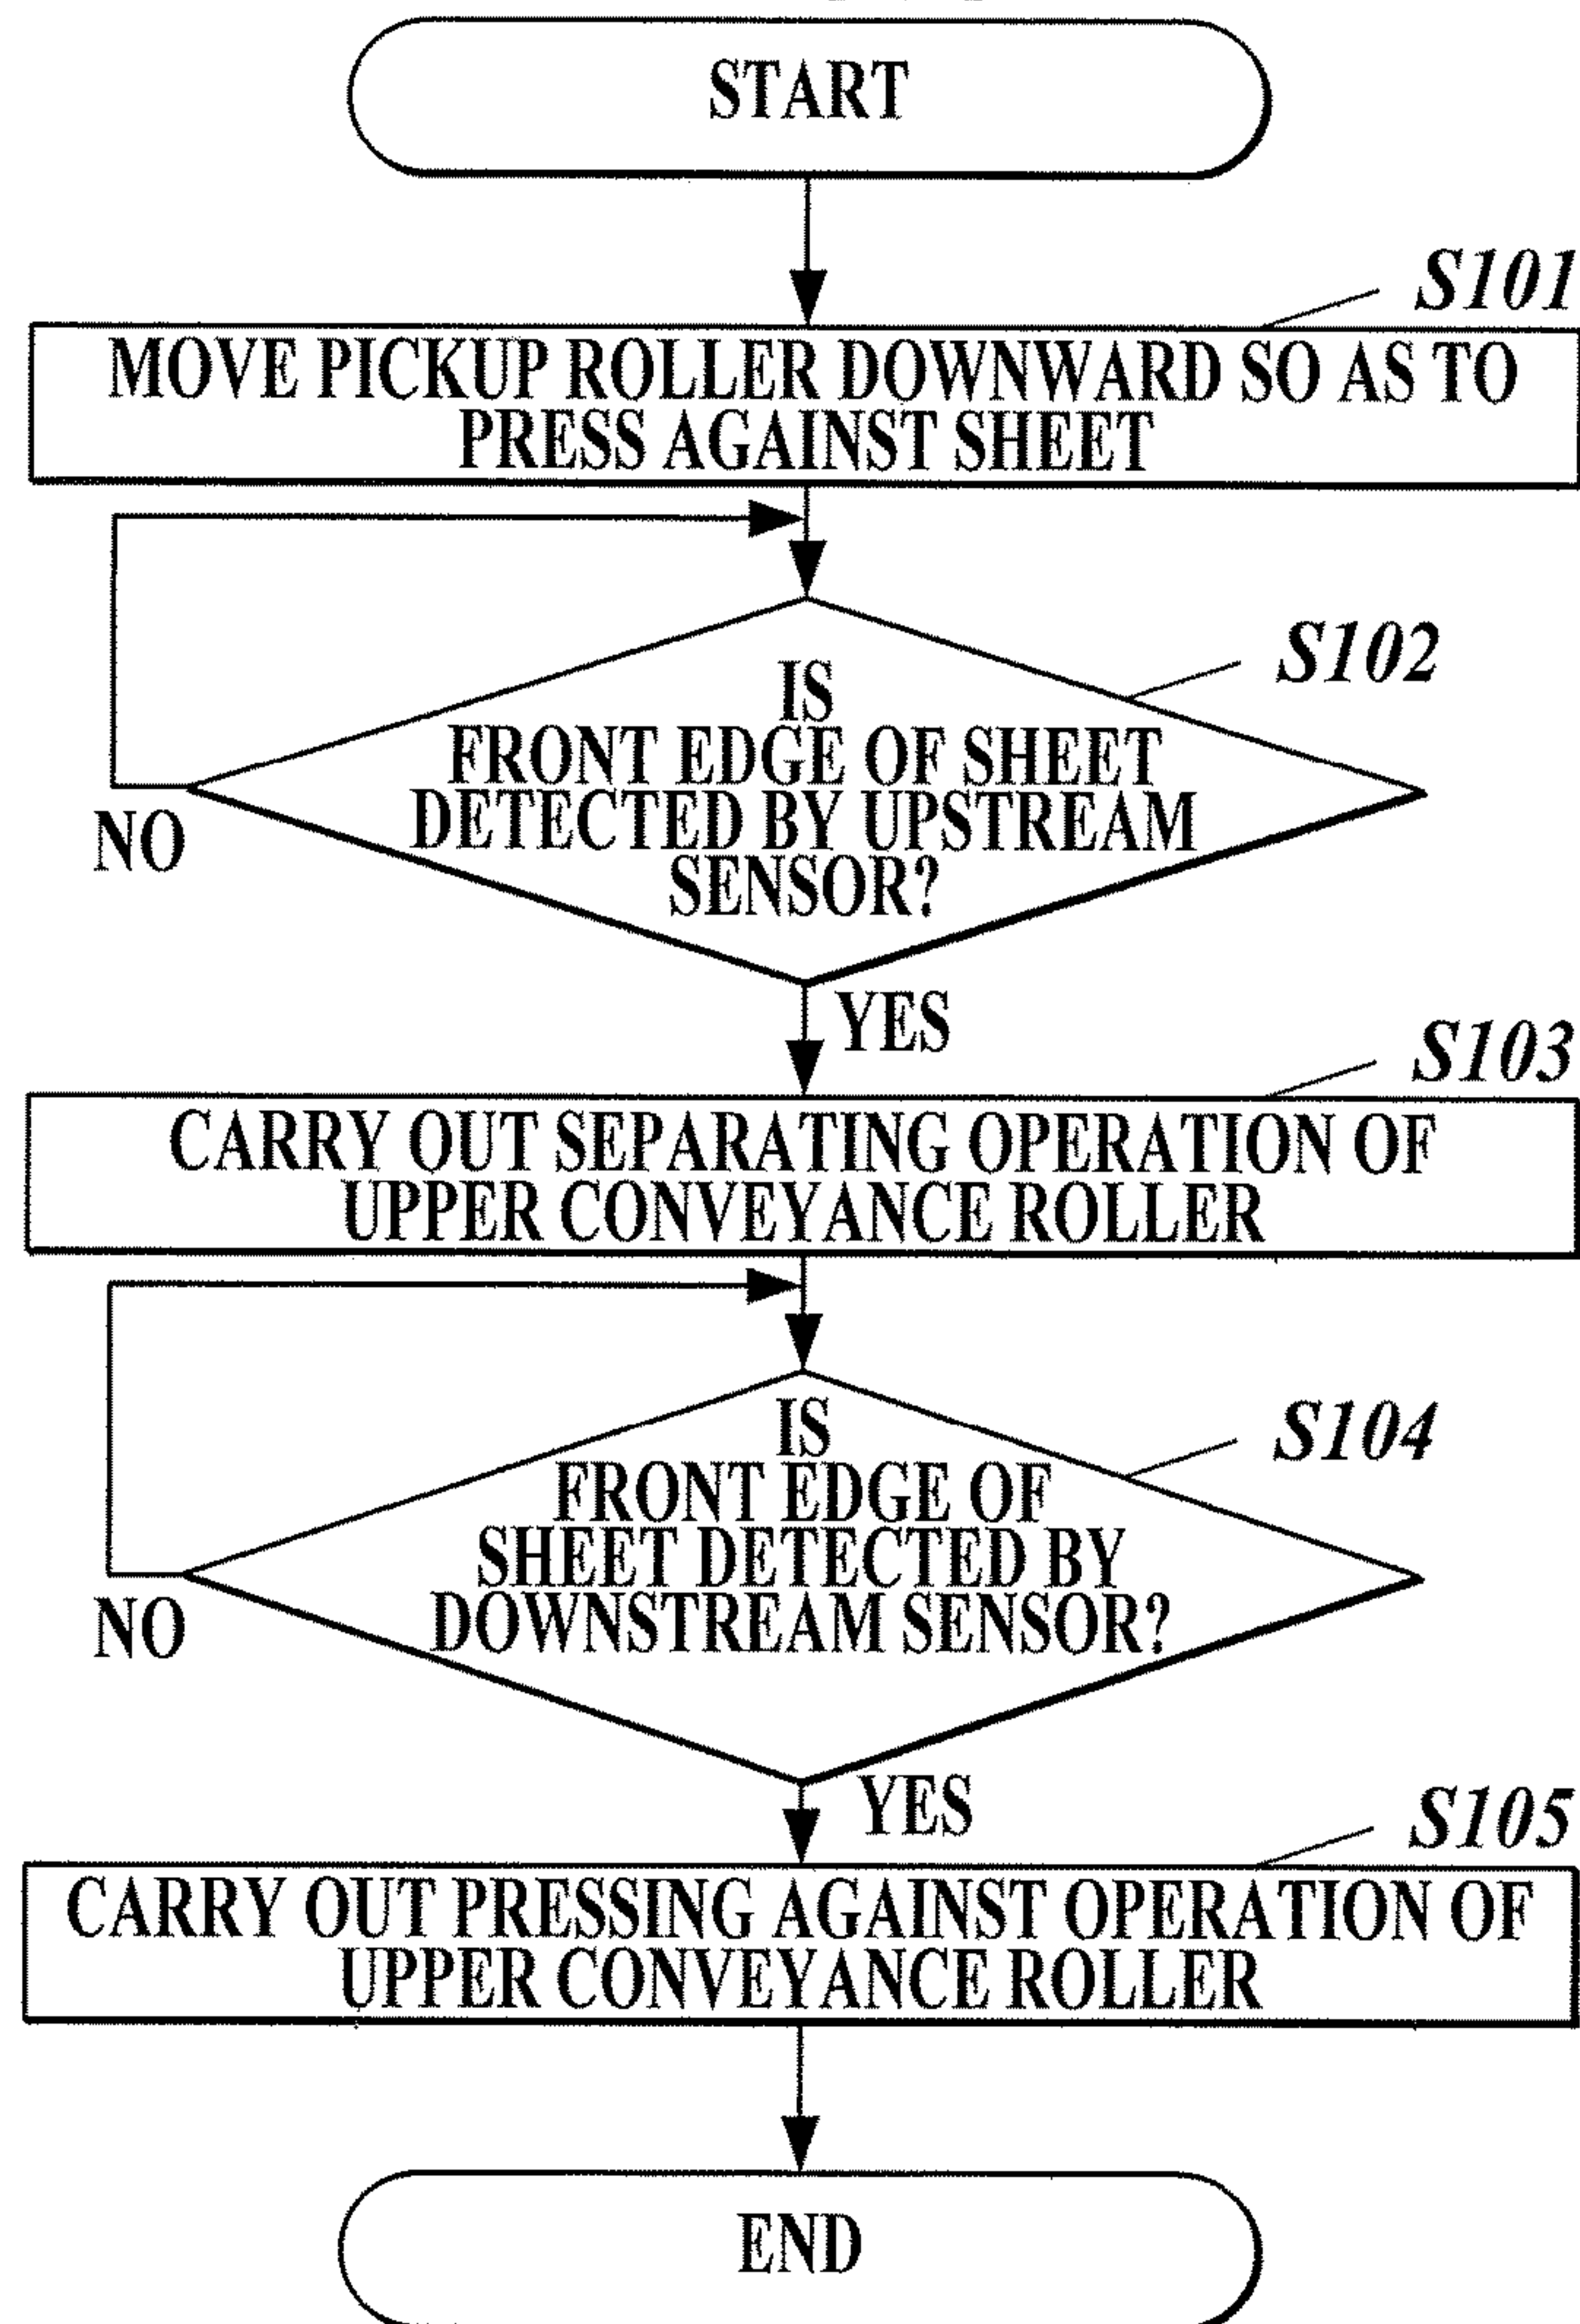 START
S101
MOVE PICKUP ROLLER DOWNWARD SO AS TO
PRESS AGAINST SHEET
S102
IS
FRONT EDGE OF SHEET
DETECTED BY UPSTREAM
SENSOR?
NO
YES
S103
CARRY OUT SEPARATING OPERATION OF
UPPER CONVEYANCE ROLLER
S104
IS
FRONT EDGE OF
SHEET DETECTED BY
DOWNSTREAM SENSOR?
NO
YES
S105
CARRY OUT PRESSING AGAINST OPERATION OF
UPPER CONVEYANCE ROLLER
END